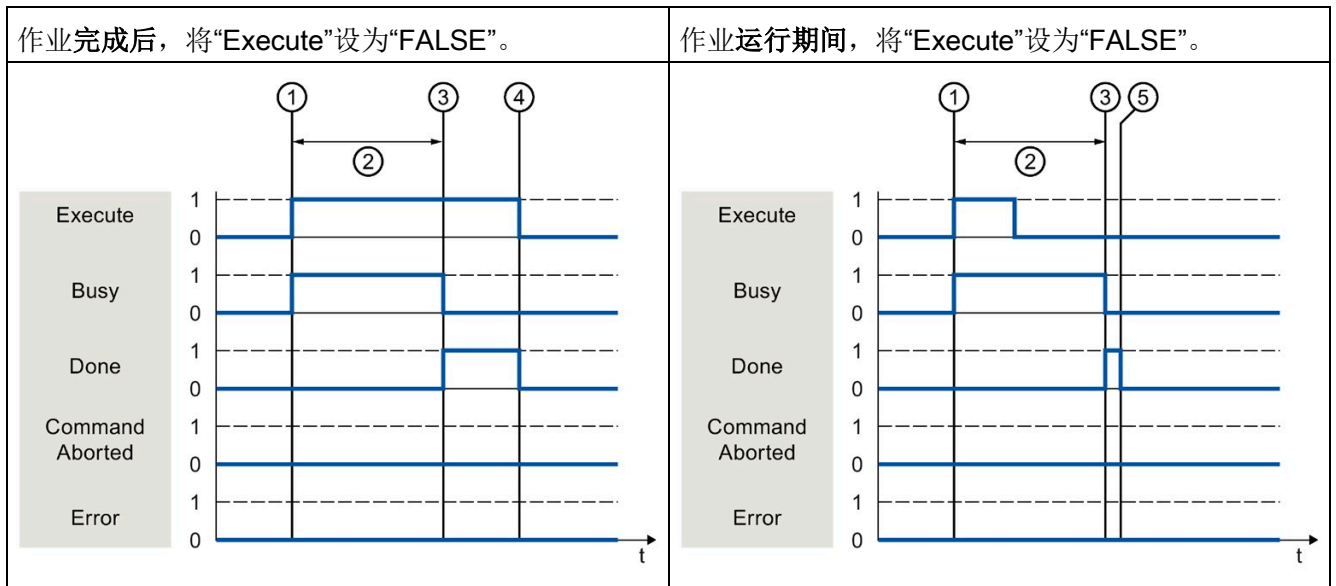 作业完成后，将“Execute”设为“FALSE”。
① ③ ④
②
Execute
1
0
Busy
1
0
Done
1
0
Command
Aborted
1
0
Error
1
0
t
作业运行期间，将“Execute”设为“FALSE”。
① ③ ⑤
②
Execute
1
0
Busy
1
0
Done
1
0
Command
Aborted
1
0
Error
1
0
t